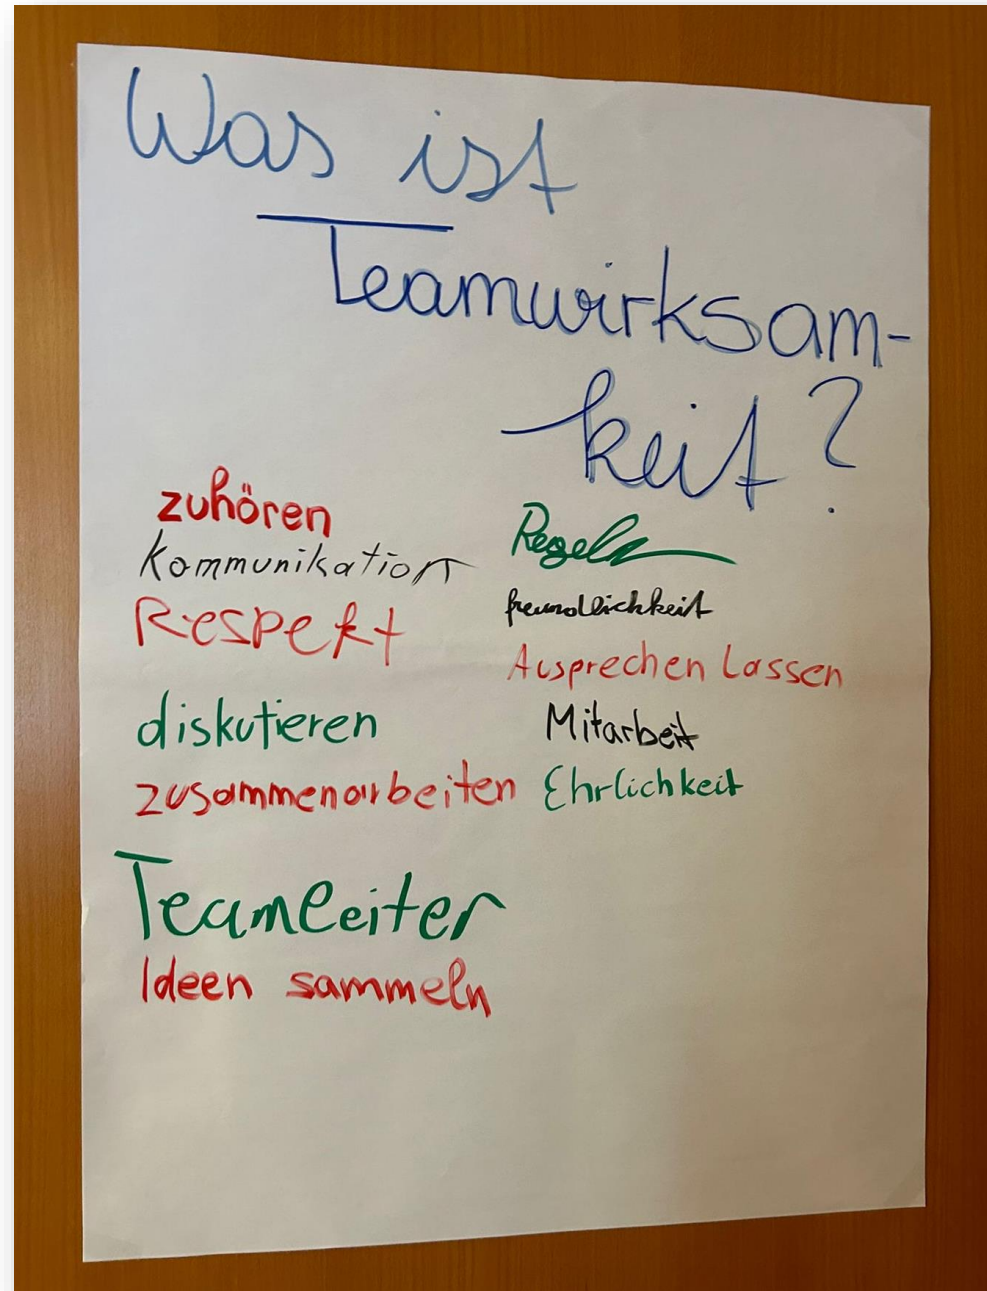 Was ist
Teamwirksam-
keit?
zuhören
Kommunikation
Respekt
diskutieren
zusammenarbeiten
Teamleiter
Ideen sammeln
Regeln
freundlichkeit
Ausprechen Lassen
Mitarbeit
Ehrlichkeit